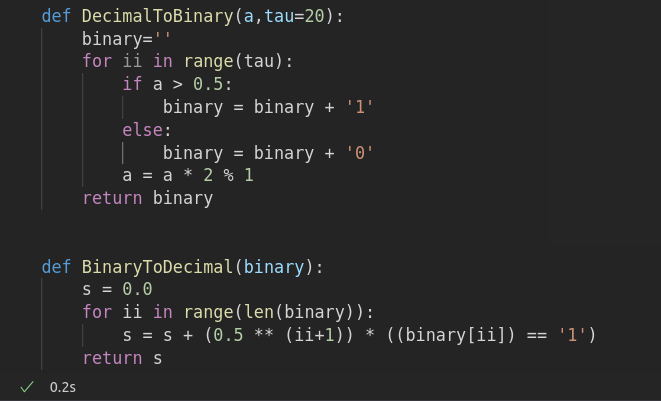 def DecimalToBinary(a,tau=20):
    binary=''
    for ii in range(tau):
        if a > 0.5:
            binary = binary + '1'
        else:
            binary = binary + '0'
        a = a * 2 % 1
    return binary
def BinaryToDecimal(binary):
    s = 0.0
    for ii in range(len(binary)):
        s = s + (0.5 ** (ii+1)) * ((binary[ii]) == '1')
    return s
✓ 0.2s